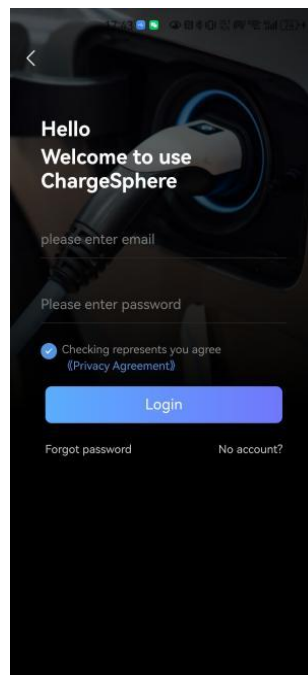 Hello
Welcome to use
ChargeSphere
please enter email
Please enter password
Checking represents you agree
《Privacy Agreement》
Login
Forgot password
No account?